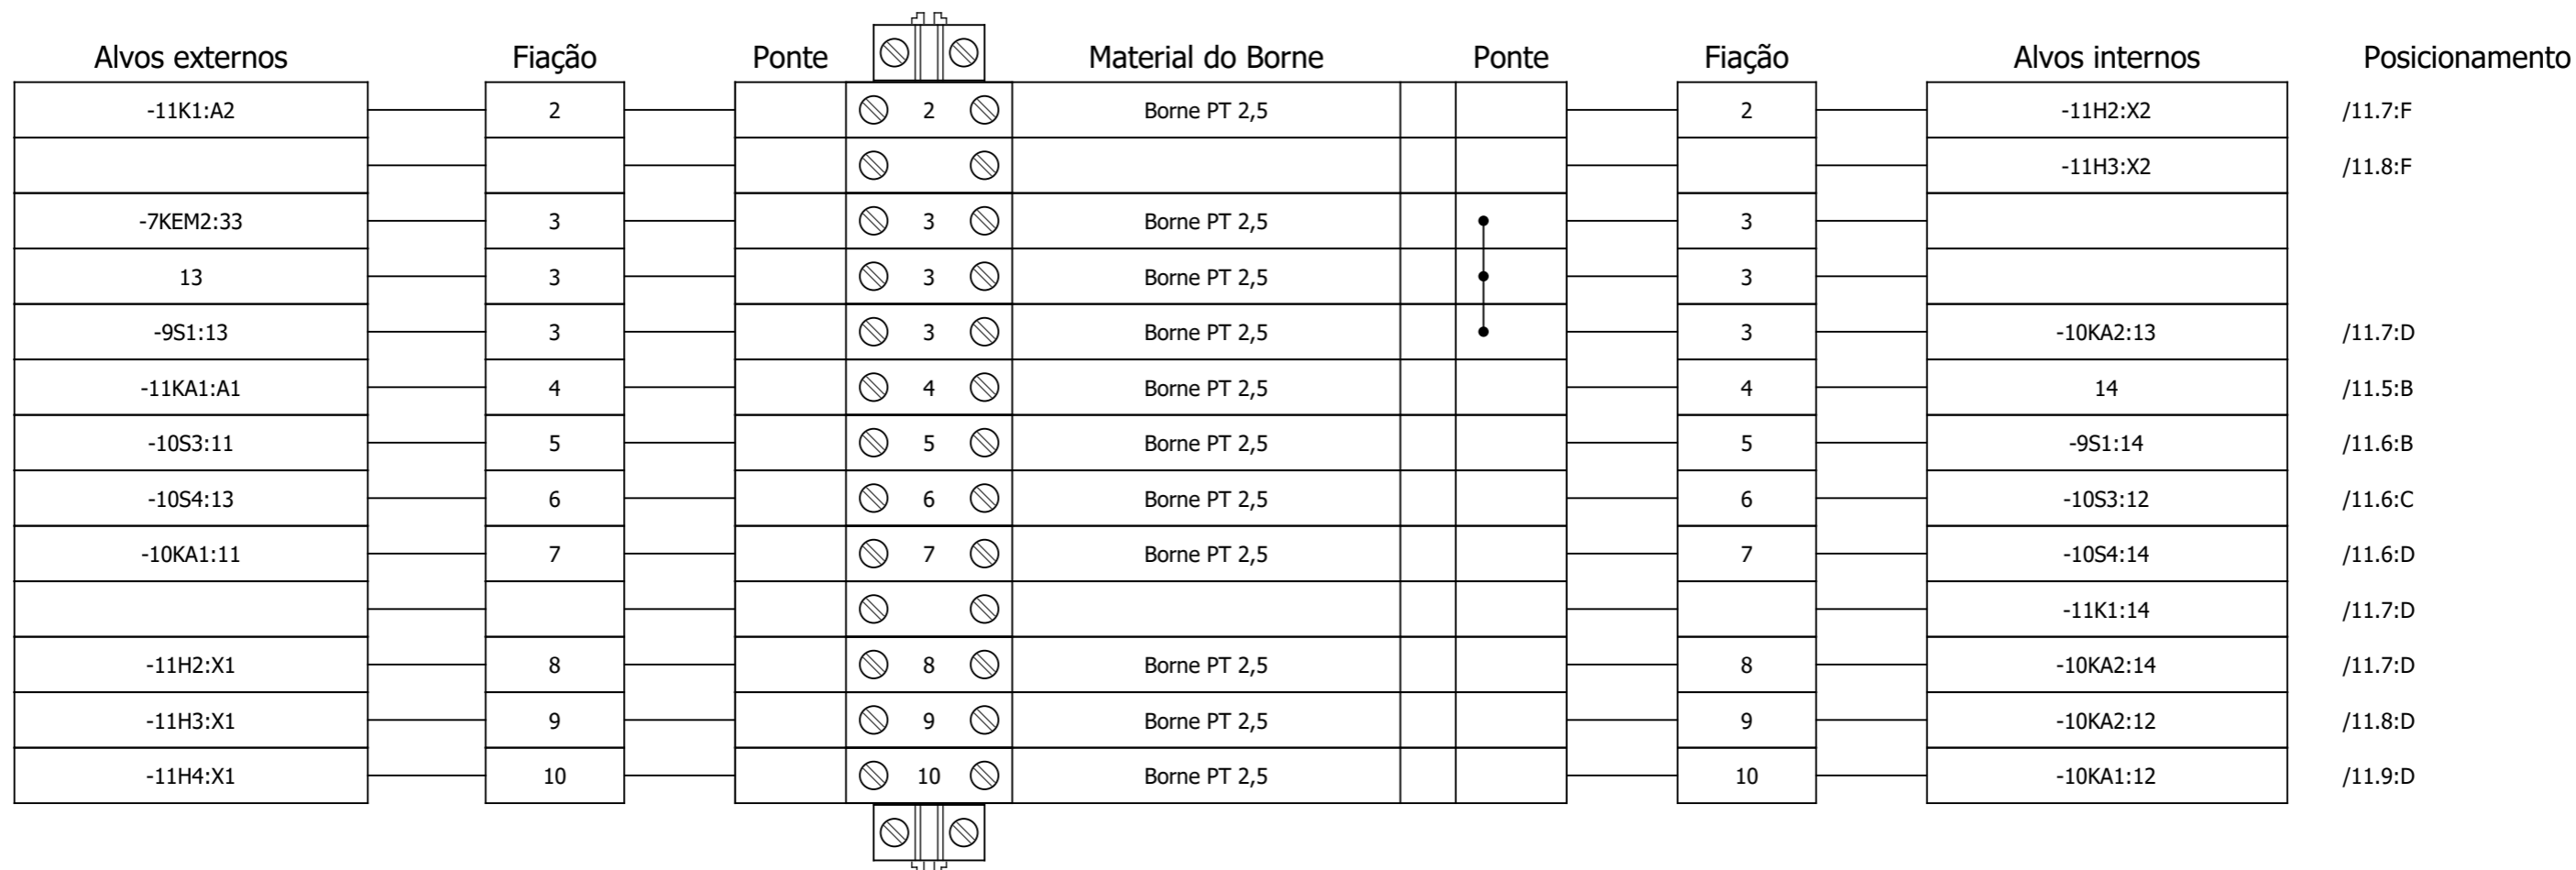 Alvos externos Fiação Ponte Material do Borne Ponte Fiação Alvos internos Posicionamento
-11K1:A2 2 2 Borne PT 2,5 2 -11H2:X2 /11.7:F
-11H3:X2 /11.8:F
-7KEM2:33 3 3 Borne PT 2,5 3
13 3 3 Borne PT 2,5 3
-9S1:13 3 3 Borne PT 2,5 3 -10KA2:13 /11.7:D
-11KA1:A1 4 4 Borne PT 2,5 4 14 /11.5:B
-10S3:11 5 5 Borne PT 2,5 5 -9S1:14 /11.6:B
-10S4:13 6 6 Borne PT 2,5 6 -10S3:12 /11.6:C
-10KA1:11 7 7 Borne PT 2,5 7 -10S4:14 /11.6:D
-11K1:14 /11.7:D
-11H2:X1 8 8 Borne PT 2,5 8 -10KA2:14 /11.7:D
-11H3:X1 9 9 Borne PT 2,5 9 -10KA2:12 /11.8:D
-11H4:X1 10 10 Borne PT 2,5 10 -10KA1:12 /11.9:D